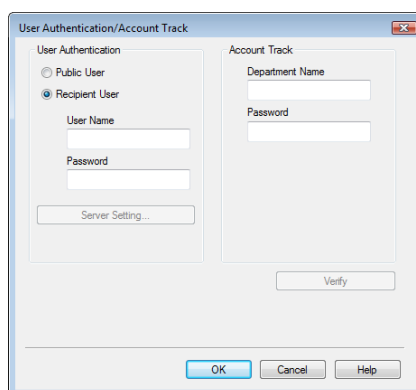 User Authentication/Account Track
User Authentication
Public User
Recipient User
User Name
Password
Server Setting...
Account Track
Department Name
Password
Verify
OK
Cancel
Help